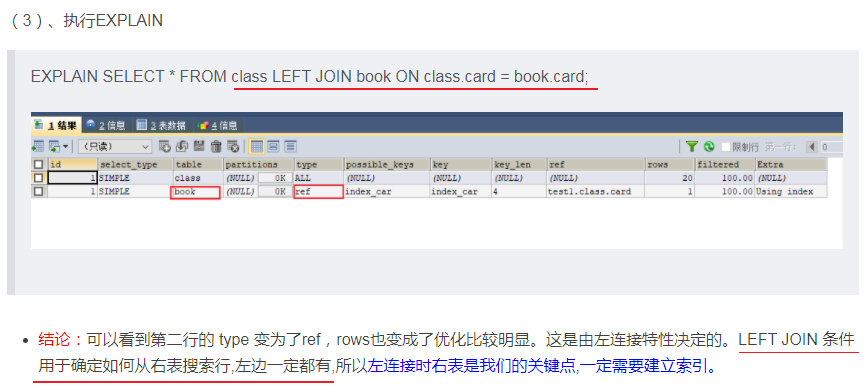 （3）、执行EXPLAIN
EXPLAIN SELECT * FROM class LEFT JOIN book ON class.card = book.card;
1 结果 2 信息 3 表数据 4 信息
（只读） 限制行 第一行： 0
id select_type table partitions type possible_keys key key_len ref rows filtered Extra
1 SIMPLE class (NULL) 0K ALL (NULL) (NULL) (NULL) (NULL) 20 100.00 (NULL)
1 SIMPLE book (NULL) 0K ref index_car index_car 4 test1.class.card 1 100.00 Using index
结论：可以看到第二行的 type 变为了ref，rows也变成了优化比较明显。这是由左连接特性决定的。LEFT JOIN 条件
用于确定如何从右表搜索行,左边一定都有,所以左连接时右表是我们的关键点,一定需要建立索引。